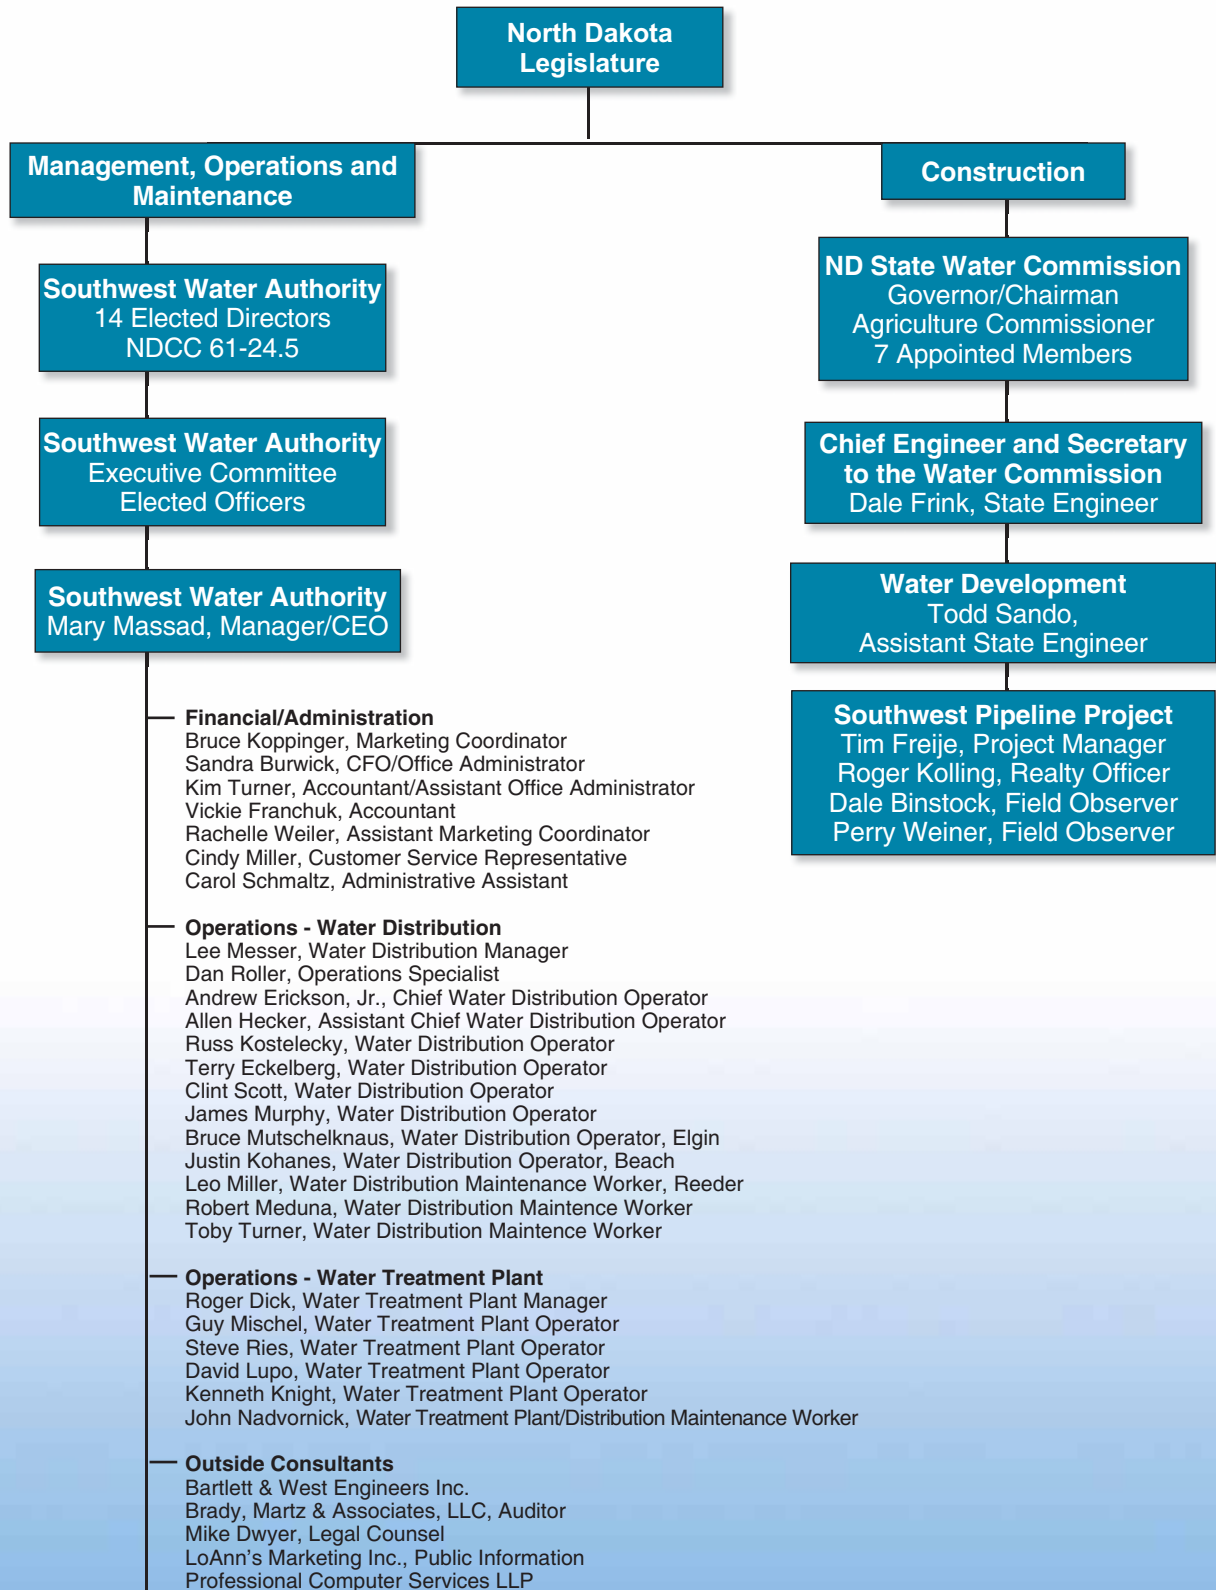 North Dakota
Legislature
Management, Operations and
Maintenance
Southwest Water Authority
14 Elected Directors
NDCC 61-24.5
Southwest Water Authority
Executive Committee
Elected Officers
Southwest Water Authority
Mary Massad, Manager/CEO
Financial/Administration
Bruce Koppinger, Marketing Coordinator
Sandra Burwick, CFO/Office Administrator
Kim Turner, Accountant/Assistant Office Administrator
Vickie Franchuk, Accountant
Rachelle Weiler, Assistant Marketing Coordinator
Cindy Miller, Customer Service Representative
Carol Schmaltz, Administrative Assistant
Operations - Water Distribution
Lee Messer, Water Distribution Manager
Dan Roller, Operations Specialist
Andrew Erickson, Jr., Chief Water Distribution Operator
Allen Hecker, Assistant Chief Water Distribution Operator
Russ Kostelecky, Water Distribution Operator
Terry Eckelberg, Water Distribution Operator
Clint Scott, Water Distribution Operator
James Murphy, Water Distribution Operator
Bruce Mutschelknaus, Water Distribution Operator, Elgin
Justin Kohanes, Water Distribution Operator, Beach
Leo Miller, Water Distribution Maintenance Worker, Reeder
Robert Meduna, Water Distribution Maintence Worker
Toby Turner, Water Distribution Maintence Worker
Operations - Water Treatment Plant
Roger Dick, Water Treatment Plant Manager
Guy Mischel, Water Treatment Plant Operator
Steve Ries, Water Treatment Plant Operator
David Lupo, Water Treatment Plant Operator
Kenneth Knight, Water Treatment Plant Operator
John Nadvornick, Water Treatment Plant/Distribution Maintenance Worker
Outside Consultants
Bartlett & West Engineers Inc.
Brady, Martz & Associates, LLC, Auditor
Mike Dwyer, Legal Counsel
LoAnn's Marketing Inc., Public Information
Professional Computer Services LLP
Construction
ND State Water Commission
Governor/Chairman
Agriculture Commissioner
7 Appointed Members
Chief Engineer and Secretary
to the Water Commission
Dale Frink, State Engineer
Water Development
Todd Sando,
Assistant State Engineer
Southwest Pipeline Project
Tim Freije, Project Manager
Roger Kolling, Realty Officer
Dale Binstock, Field Observer
Perry Weiner, Field Observer